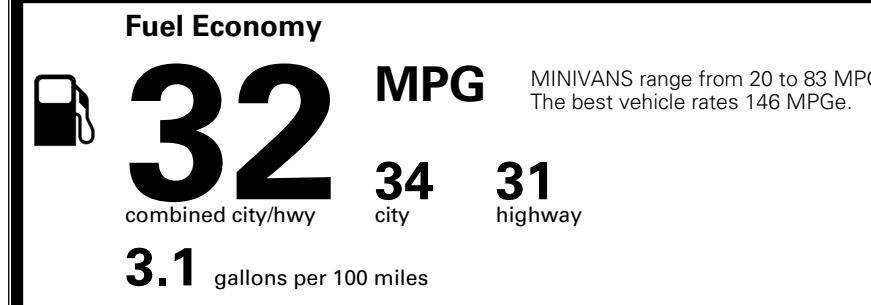 Fuel Economy
32 MPG
MINIVANS range from 20 to 83 MPG
The best vehicle rates 146 MPGe.
34 31
combined city/hwy city highway
3.1 gallons per 100 miles